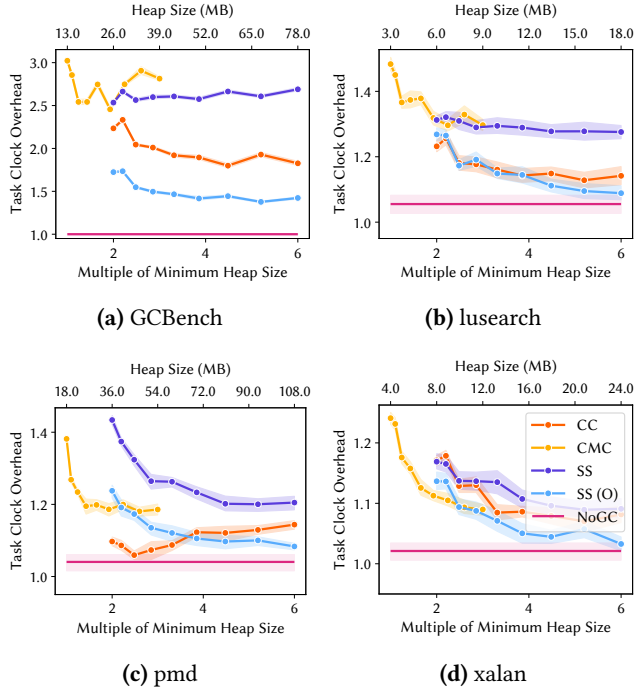 Heap Size (MB)
13.0 26.0 39.0 52.0 65.0 78.0
3.0
2.5
2.0
1.5
1.0
Task Clock Overhead
2 4 6
Multiple of Minimum Heap Size
(a) GCBench
Heap Size (MB)
3.0 6.0 9.0 12.0 15.0 18.0
1.4
1.2
1.0
Task Clock Overhead
2 4 6
Multiple of Minimum Heap Size
(b) lusearch
Heap Size (MB)
18.0 36.0 54.0 72.0 90.0 108.0
1.4
1.2
1.0
Task Clock Overhead
2 4 6
Multiple of Minimum Heap Size
(c) pmd
Heap Size (MB)
4.0 8.0 12.0 16.0 20.0 24.0
1.2
1.1
1.0
Task Clock Overhead
CC
CMC
SS
SS (O)
NoGC
2 4 6
Multiple of Minimum Heap Size
(d) xalan